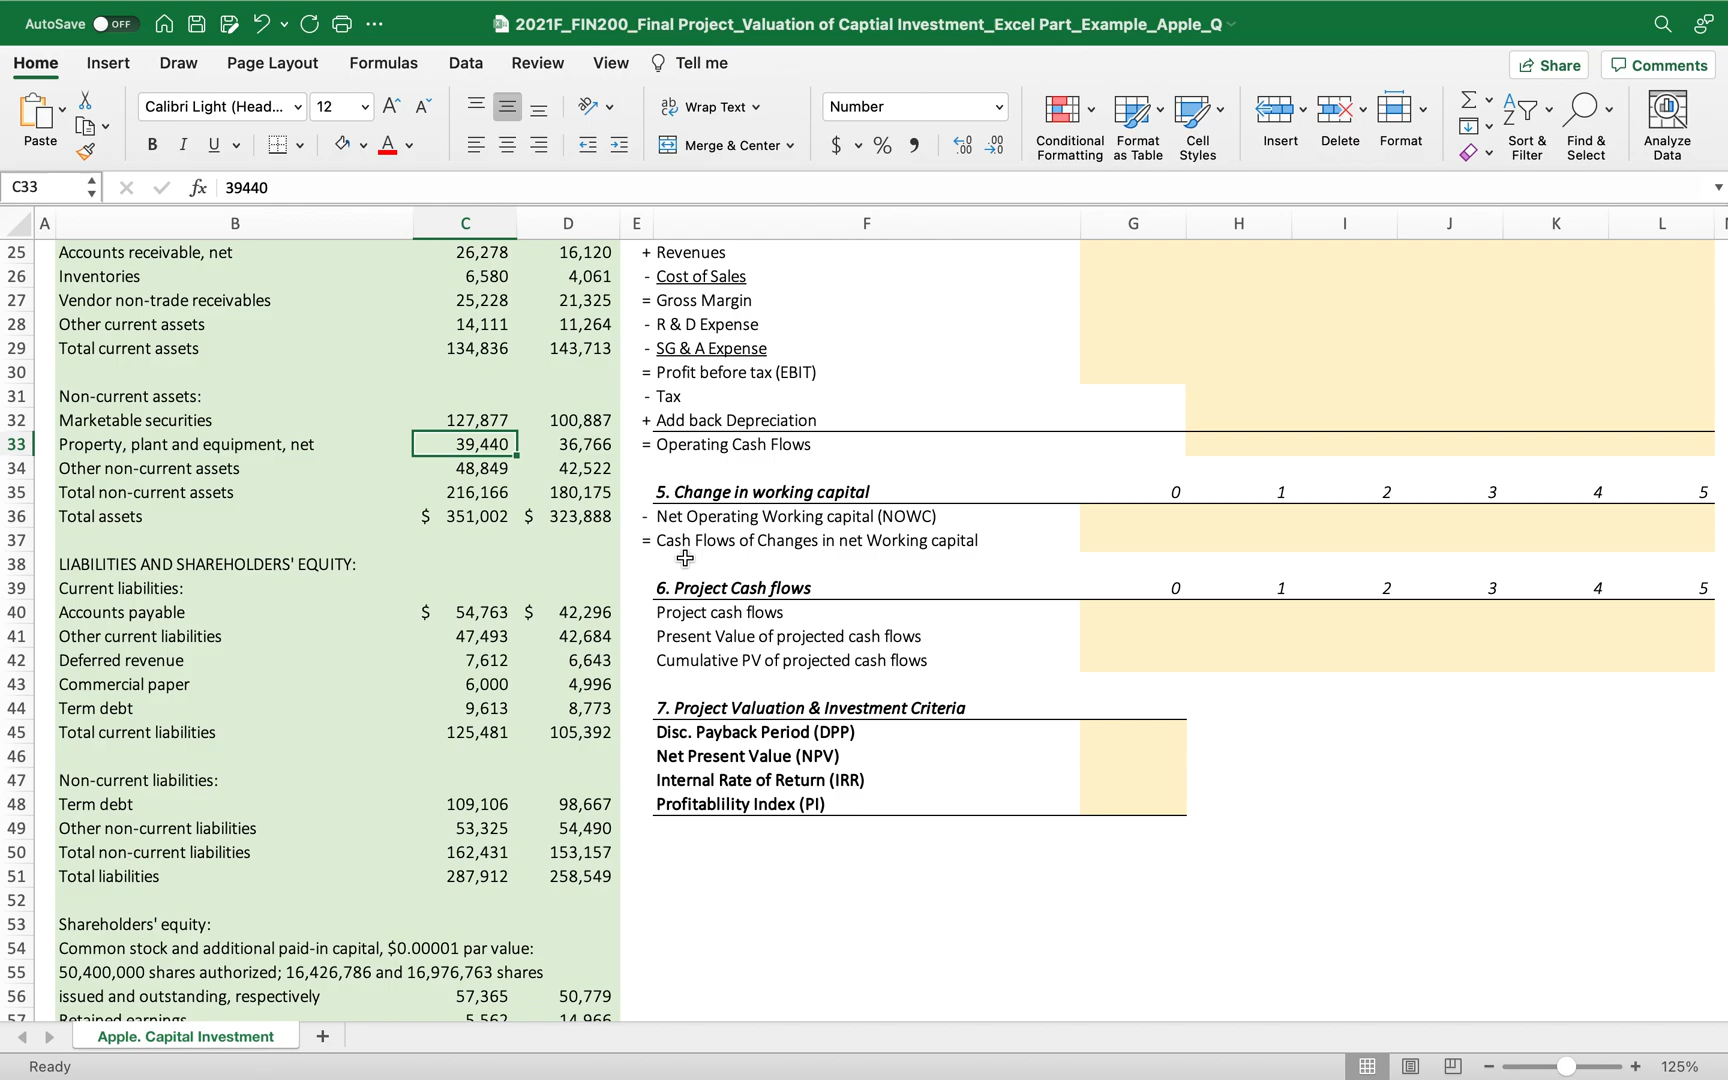 AutoSave OFF 2021F_FIN200_Final Project_Valuation of Captial Investment_Excel Part_Example_Apple_Q
Home Insert Draw Page Layout Formulas Data Review View Tell me Share Comments
Paste Calibri Light (Head... 12 Wrap Text Number Conditional Formatting Format as Table Cell Styles Insert Delete Format Sort & Filter Find & Select Analyze Data
B I U A Merge & Center $ % 9
C33 fx 39440
A B C D E F G H I J K L
25 Accounts receivable, net 26,278 16,120 + Revenues
26 Inventories 6,580 4,061 - Cost of Sales
27 Vendor non-trade receivables 25,228 21,325 = Gross Margin
28 Other current assets 14,111 11,264 - R & D Expense
29 Total current assets 134,836 143,713 - SG & A Expense
30 = Profit before tax (EBIT)
31 Non-current assets: - Tax
32 Marketable securities 127,877 100,887 + Add back Depreciation
33 Property, plant and equipment, net 39,440 36,766 = Operating Cash Flows
34 Other non-current assets 48,849 42,522
35 Total non-current assets 216,166 180,175 5. Change in working capital 0 1 2 3 4 5
36 Total assets $ 351,002 $ 323,888 - Net Operating Working capital (NOWC)
37 = Cash Flows of Changes in net Working capital
38 LIABILITIES AND SHAREHOLDERS' EQUITY:
39 Current liabilities: 6. Project Cash flows 0 1 2 3 4 5
40 Accounts payable $ 54,763 $ 42,296 Project cash flows
41 Other current liabilities 47,493 42,684 Present Value of projected cash flows
42 Deferred revenue 7,612 6,643 Cumulative PV of projected cash flows
43 Commercial paper 6,000 4,996
44 Term debt 9,613 8,773 7. Project Valuation & Investment Criteria
45 Total current liabilities 125,481 105,392 Disc. Payback Period (DPP)
46 Net Present Value (NPV)
47 Non-current liabilities: Internal Rate of Return (IRR)
48 Term debt 109,106 98,667 Profitablility Index (PI)
49 Other non-current liabilities 53,325 54,490
50 Total non-current liabilities 162,431 153,157
51 Total liabilities 287,912 258,549
52
53 Shareholders' equity:
54 Common stock and additional paid-in capital, $0.00001 par value:
55 50,400,000 shares authorized; 16,426,786 and 16,976,763 shares
56 issued and outstanding, respectively 57,365 50,779
57 Retained earnings 5,562 14,966
Apple. Capital Investment
Ready 125%